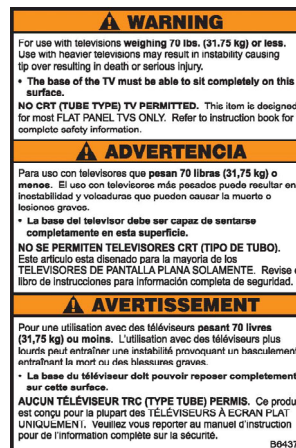 WARNING
For use with televisions weighing 70 lbs. (31.75 kg) or less.
Use with heavier televisions may result in instability causing
tip over resulting in death or serious injury.
• The base of the TV must be able to sit completely on this
surface.
NO CRT (TUBE TYPE) TV PERMITTED. This item is designed
for most FLAT PANEL TVS ONLY. Refer to instruction book for
complete safety information.
ADVERTENCIA
Para uso con televisores que pesan 70 libras (31,75 kg) o
menos. El uso con televisores más pesados puede resultar en
inestabilidad y volcaduras que pueden causar la muerte o
lesiones graves.
• La base del televisor debe ser capaz de sentarse
completamente en esta superficie.
NO SE PERMITEN TELEVISORES CRT (TIPO DE TUBO).
Este articulo esta disenado para la mayoria de los
TELEVISORES DE PANTALLA PLANA SOLAMENTE. Revise e
libro de instrucciones para información completa de seguridad.
AVERTISSEMENT
Pour une utilisation avec des téléviseurs pesant 70 livres
(31,75 kg) ou moins. L'utilisation avec des téléviseurs plus
lourds peut entraîner une instabilité provoquant un basculement
entraînant la mort ou des blessures graves.
• La base du téléviseur doit pouvoir reposer complètement
sur cette surface.
AUCUN TÉLÉVISEUR TRC (TYPE TUBE) PERMIS. Ce produ
est conçu pour la plupart des TÉLÉVISEURS À ÉCRAN PLAT
UNIQUEMENT. Veuillez vous reporter au manuel d'instruction
pour de l'information complète sur la sécurité.
B6437